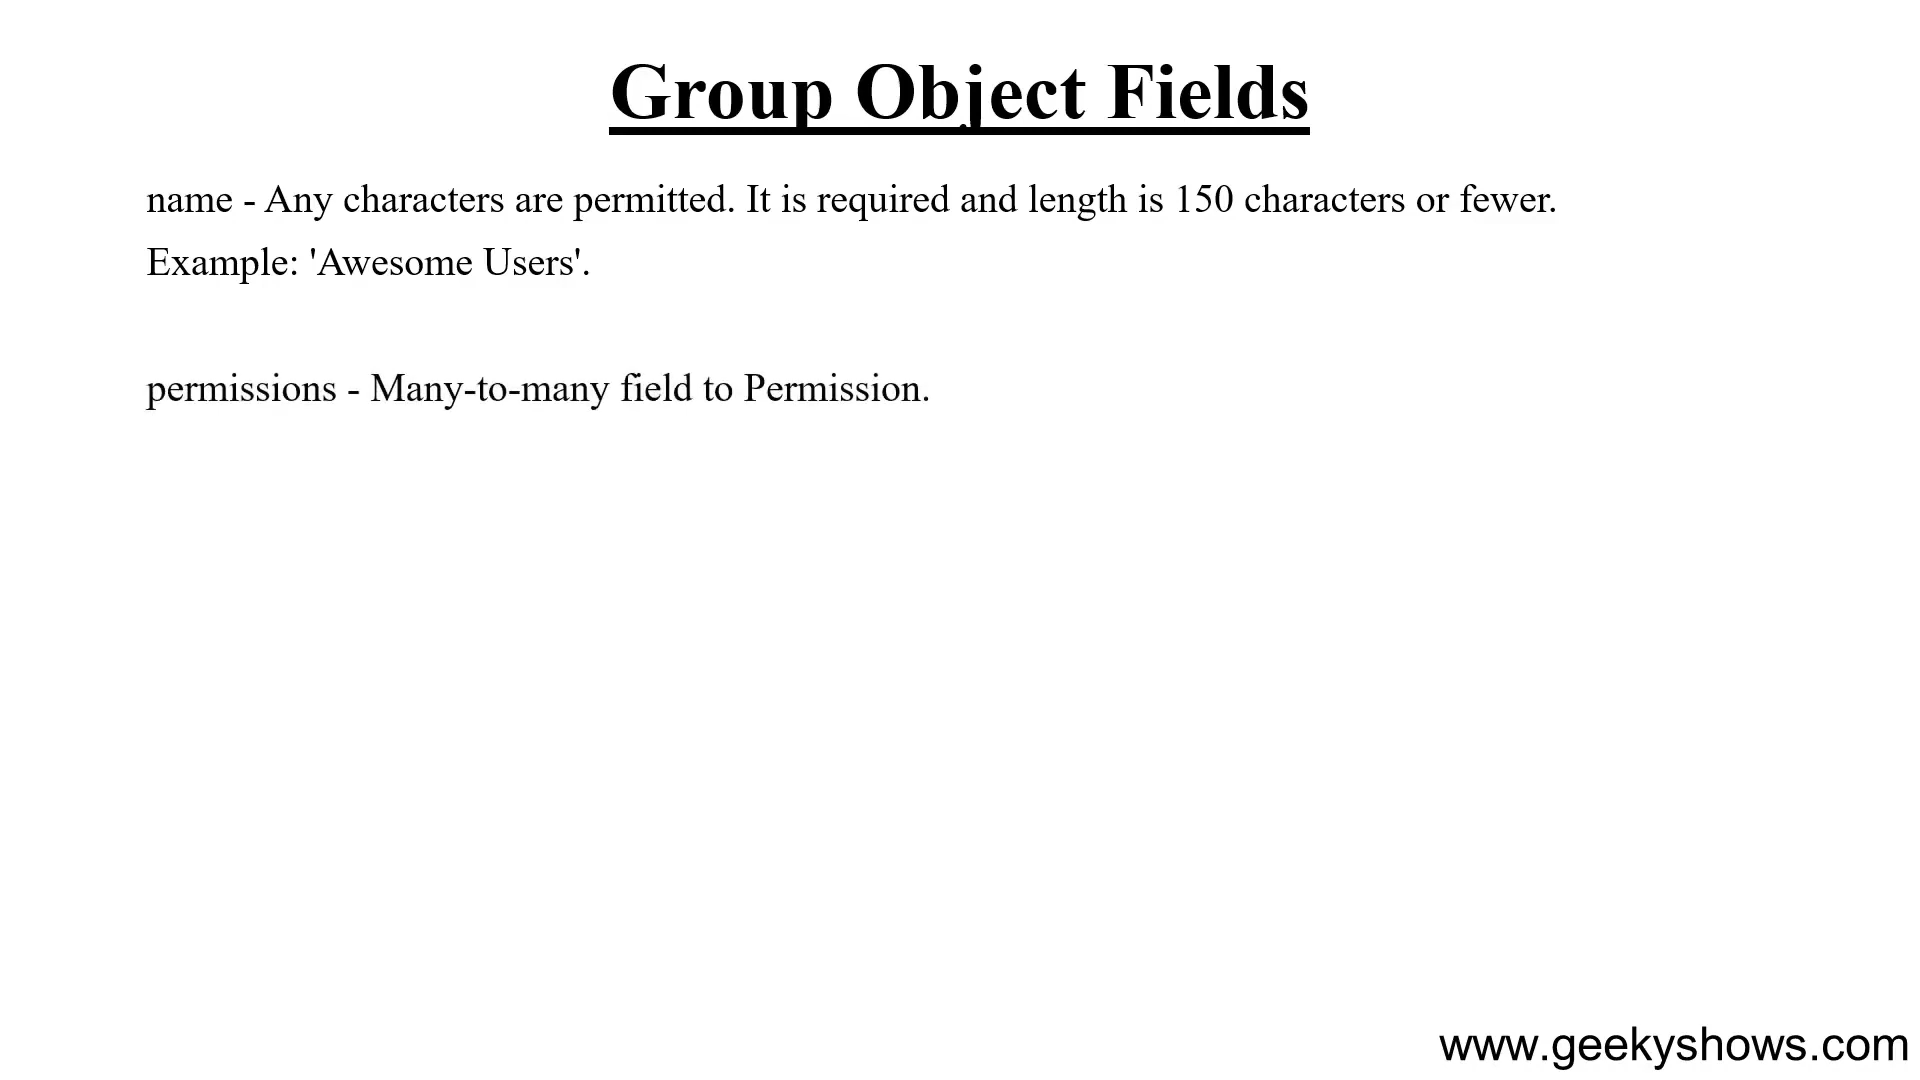 Group Object Fields
name - Any characters are permitted. It is required and length is 150 characters or fewer.
Example: 'Awesome Users'.
permissions - Many-to-many field to Permission.
www.geekyshows.com